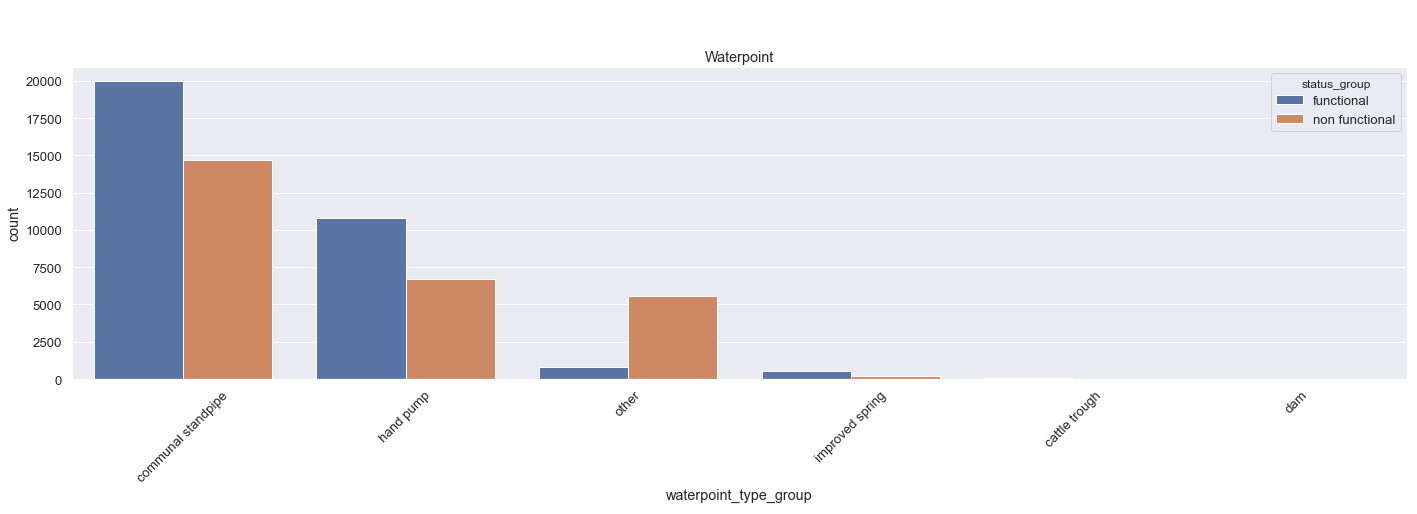 Waterpoint
status_group
functional
non functional
count
20000
17500
15000
12500
10000
7500
5000
2500
0
communal standpipe
hand pump
other
improved spring
cattle trough
dam
waterpoint_type_group